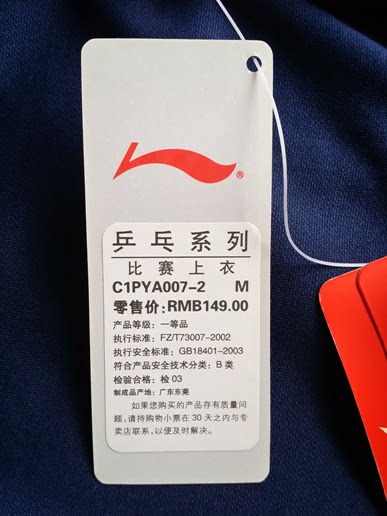 ®
乒乓系列
比赛上衣
C1PYA007-2 M
零售价:RMB149.00
产品等级: 一等品
执行标准: FZ/T73007-2002
执行安全标准: GB18401-2003
符合产品安全技术分类: B 类
检验合格: 检 03
制成品产地: 广东东莞
如果您购买的产品存有质量问
题,请持购物小票在 30 天之内与专
卖店联系,以便及时解决。